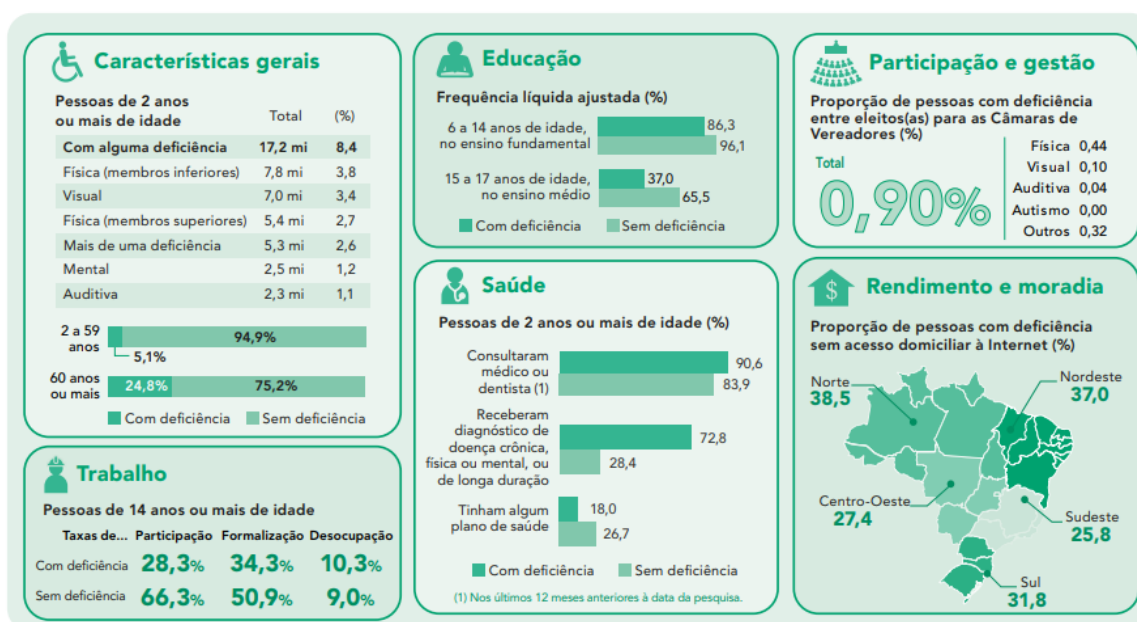 Características gerais
Pessoas de 2 anos
ou mais de idade Total (%)
Com alguma deficiência 17,2 mi 8,4
Física (membros inferiores) 7,8 mi 3,8
Visual 7,0 mi 3,4
Física (membros superiores) 5,4 mi 2,7
Mais de uma deficiência 5,3 mi 2,6
Mental 2,5 mi 1,2
Auditiva 2,3 mi 1,1
2 a 59
anos
94,9%
5,1%
60 anos
ou mais
24,8% 75,2%
Com deficiência Sem deficiência
Trabalho
Pessoas de 14 anos ou mais de idade
Taxas de... Participação Formalização Desocupação
Com deficiência 28,3% 34,3% 10,3%
Sem deficiência 66,3% 50,9% 9,0%
Educação
Frequência líquida ajustada (%)
6 a 14 anos de idade,
no ensino fundamental
86,3
96,1
15 a 17 anos de idade,
no ensino médio
37,0
65,5
Com deficiência Sem deficiência
Saúde
Pessoas de 2 anos ou mais de idade (%)
Consultaram
médico ou
dentista (1)
90,6
83,9
Receberam
diagnóstico de
doença crônica,
física ou mental, ou
de longa duração
72,8
28,4
Tinham algum
plano de saúde
18,0
26,7
Com deficiência Sem deficiência
(1) Nos últimos 12 meses anteriores à data da pesquisa.
Participação e gestão
Proporção de pessoas com deficiência
entre eleitos(as) para as Câmaras de
Vereadores (%)
Total
0,90%
Física 0,44
Visual 0,10
Auditiva 0,04
Autismo 0,00
Outros 0,32
$
Rendimento e moradia
Proporção de pessoas com deficiência
sem acesso domiciliar à Internet (%)
Norte
38,5
Nordeste
37,0
Centro-Oeste
27,4
Sudeste
25,8
Sul
31,8